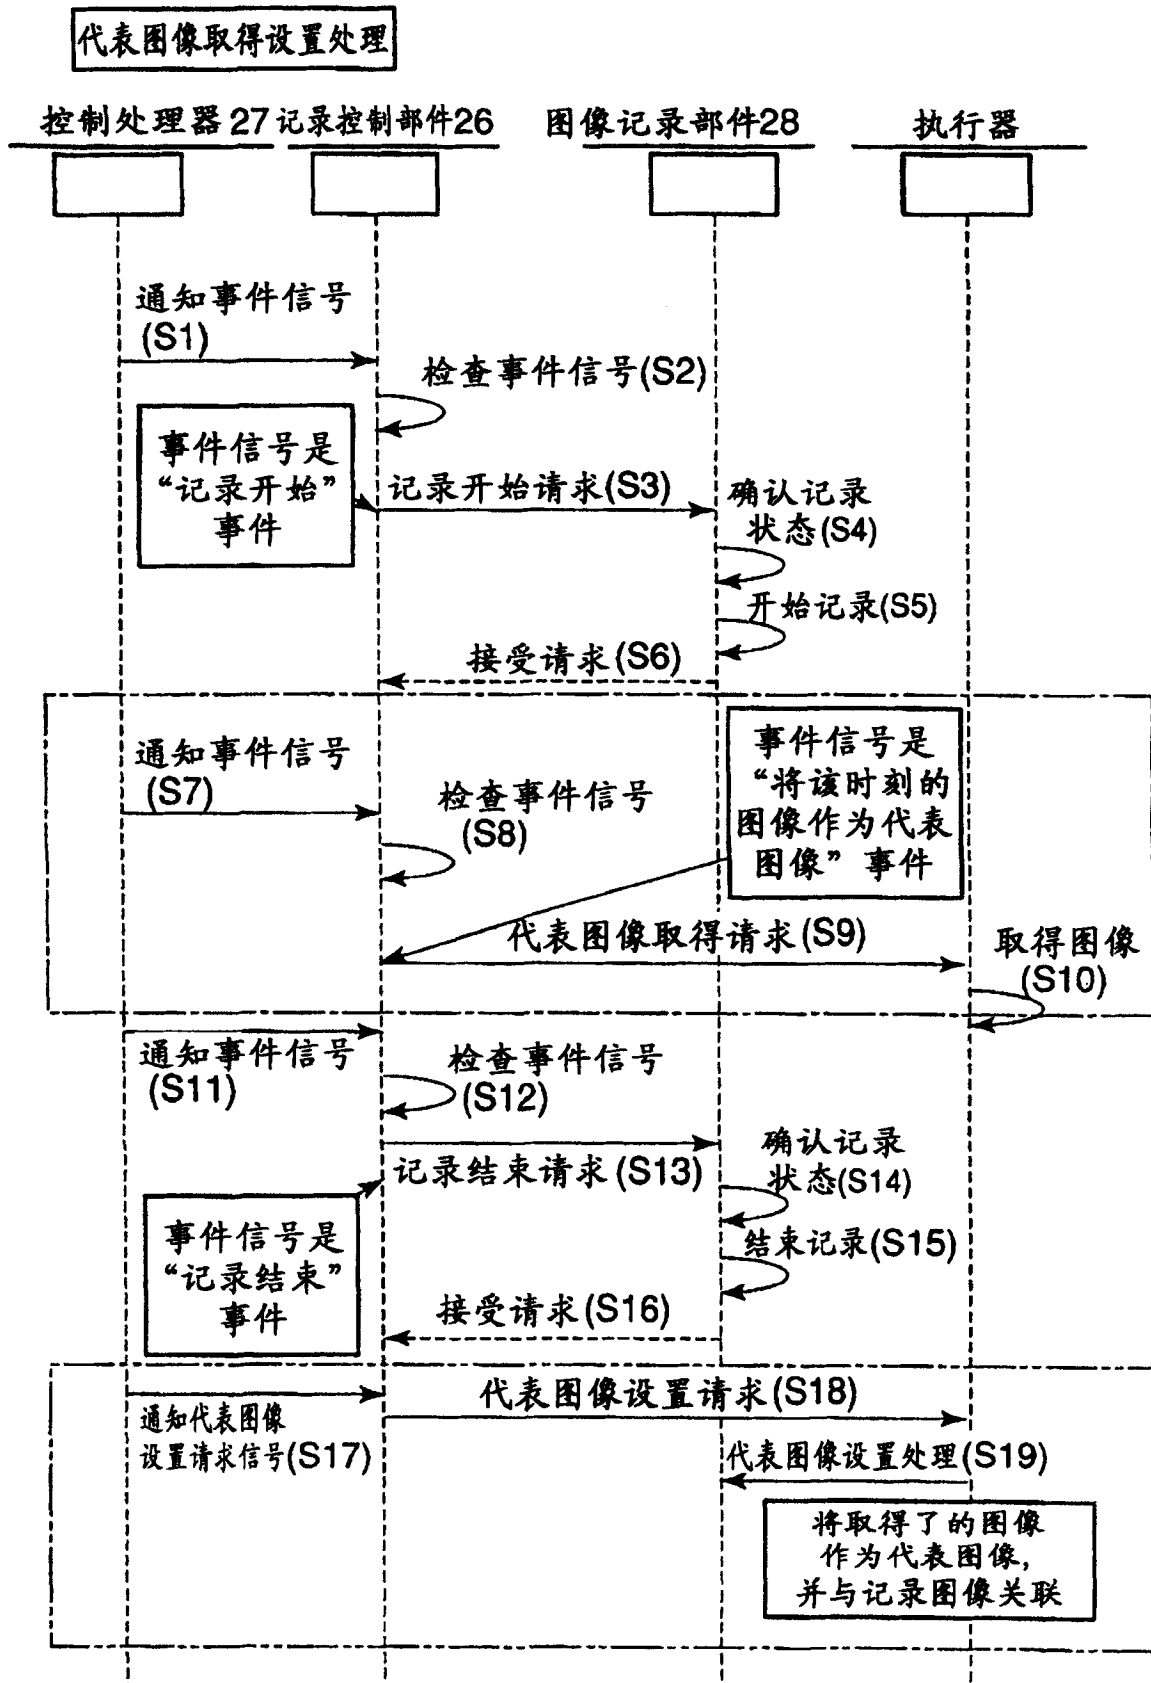 代表图像取得设置处理
控制处理器27 记录控制部件26 图像记录部件28 执行器
通知事件信号
(S1)
检查事件信号(S2)
事件信号是
“记录开始”
事件
记录开始请求(S3)
确认记录
状态(S4)
开始记录(S5)
接受请求(S6)
通知事件信号
(S7)
检查事件信号
(S8)
事件信号是
“将该时刻的
图像作为代表
图像”事件
代表图像取得请求(S9)
取得图像
(S10)
通知事件信号
(S11)
检查事件信号
(S12)
记录结束请求(S13)
确认记录
状态(S14)
事件信号是
“记录结束”
事件
结束记录(S15)
接受请求(S16)
代表图像设置请求(S18)
通知代表图像
设置请求信号(S17)
代表图像设置处理(S19)
将取得了的图像
作为代表图像,
并与记录图像关联